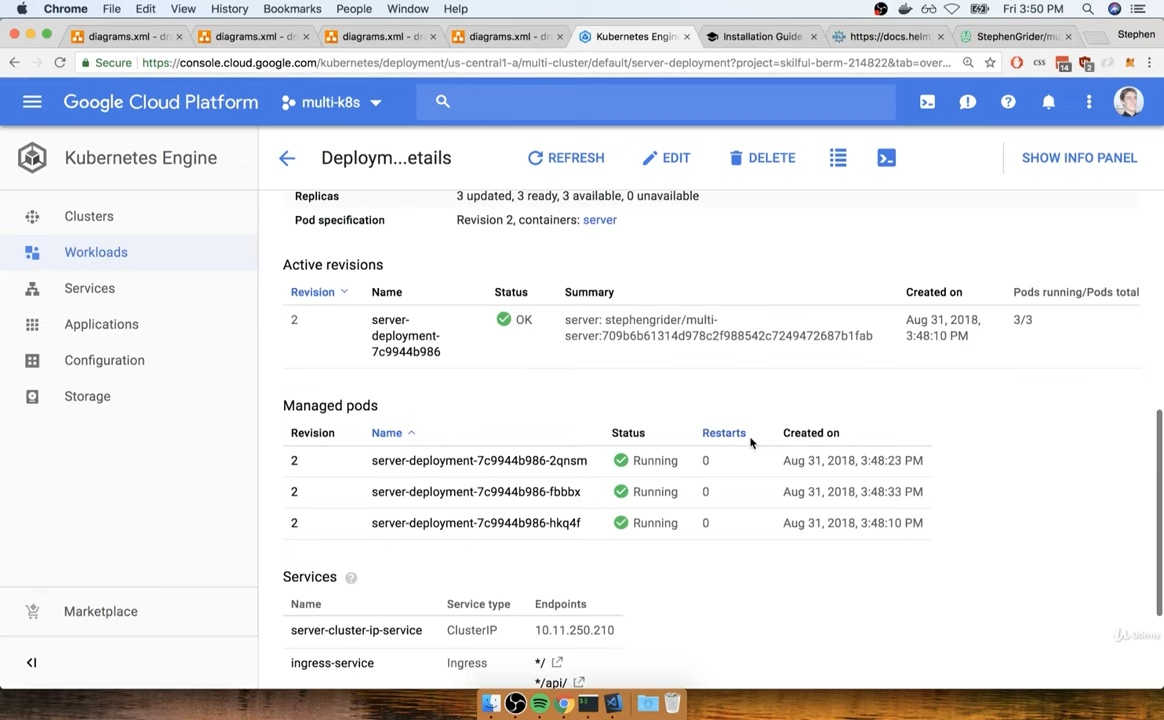 Chrome File Edit View History Bookmarks People Window Help Fri 3:50 PM
diagrams.xml - dr diagrams.xml - dr diagrams.xml - dr diagrams.xml - dr Kubernetes Engin Installation Guide https://docs.helm. StephenGrider/mu Stephen
Secure https://console.cloud.google.com/kubernetes/deployment/us-central1-a/multi-cluster/default/server-deployment?project=skilful-berm-214822&tab=over... css 14 2
Google Cloud Platform multi-k8s
Kubernetes Engine Deploym...etails REFRESH EDIT DELETE SHOW INFO PANEL
Clusters
Workloads
Services
Applications
Configuration
Storage
Marketplace
Replicas 3 updated, 3 ready, 3 available, 0 unavailable
Pod specification Revision 2, containers: server
Active revisions
Revision Name Status Summary Created on Pods running/Pods total
2 server- OK server: stephengrider/multi- Aug 31, 2018, 3/3
deployment- server:709b6b61314d978c2f988542c7249472687b1fab 3:48:10 PM
7c9944b986
Managed pods
Revision Name Status Restarts Created on
2 server-deployment-7c9944b986-2qnsm Running 0 Aug 31, 2018, 3:48:23 PM
2 server-deployment-7c9944b986-fbbbx Running 0 Aug 31, 2018, 3:48:33 PM
2 server-deployment-7c9944b986-hkq4f Running 0 Aug 31, 2018, 3:48:10 PM
Services
Name Service type Endpoints
server-cluster-ip-service ClusterIP 10.11.250.210
ingress-service Ingress */
*/api/
Udemy